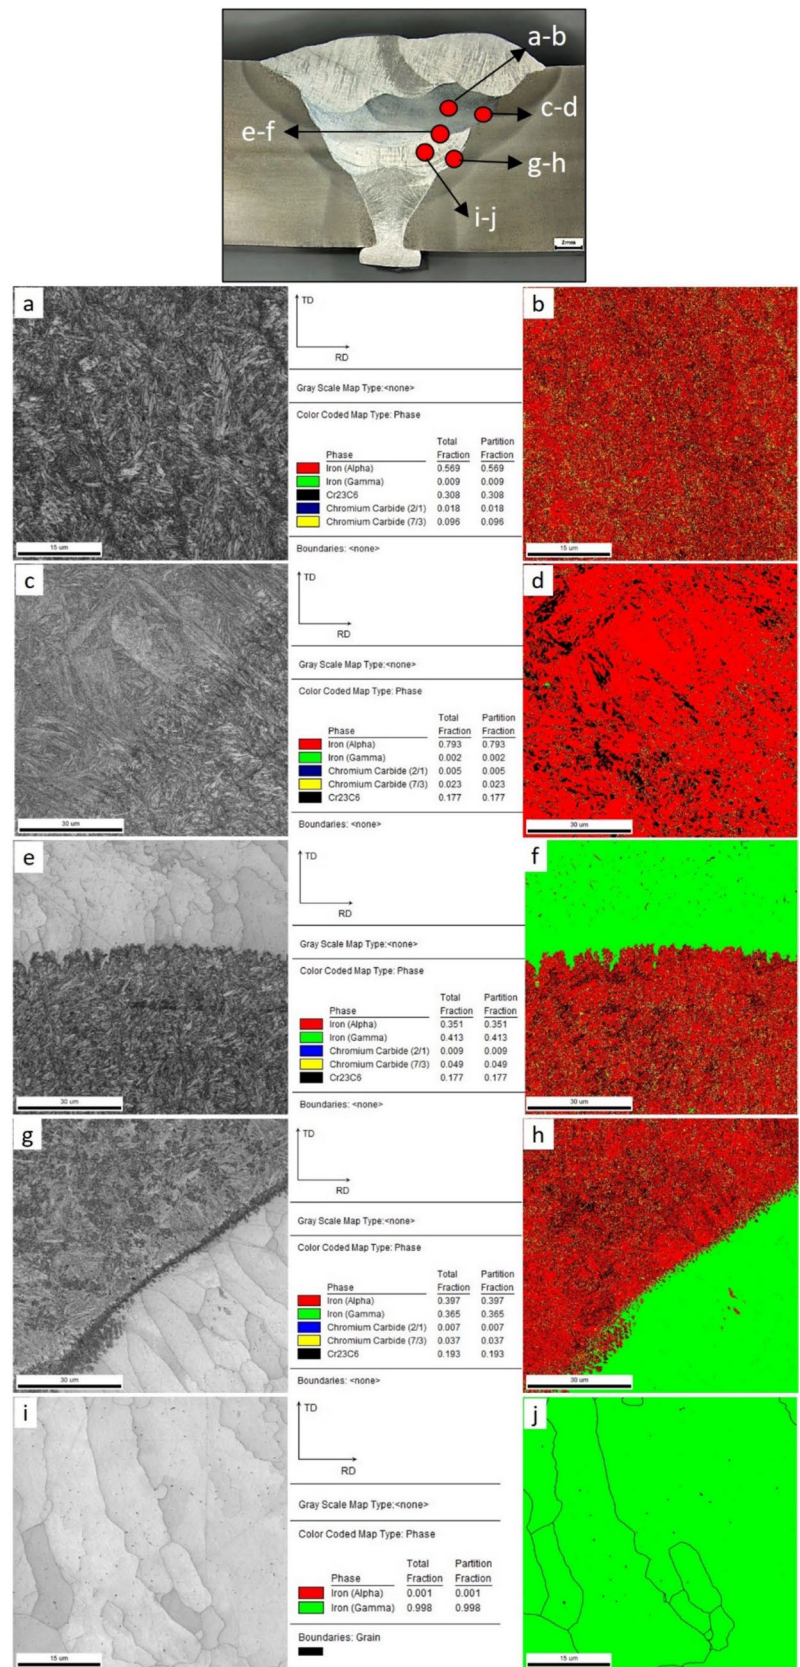 a-b
c-d
e-f
g-h
i-j
2mm
a
TD
RD
Gray Scale Map Type:<none>
Color Coded Map Type: Phase
Total Partition
Phase Fraction Fraction
Iron (Alpha) 0.569 0.569
Iron (Gamma) 0.009 0.009
Cr23C6 0.308 0.308
Chromium Carbide (2/1) 0.018 0.018
Chromium Carbide (7/3) 0.096 0.096
Boundaries: <none>
15 um
b
15 um
c
TD
RD
Gray Scale Map Type:<none>
Color Coded Map Type: Phase
Total Partition
Phase Fraction Fraction
Iron (Alpha) 0.793 0.793
Iron (Gamma) 0.002 0.002
Chromium Carbide (2/1) 0.005 0.005
Chromium Carbide (7/3) 0.023 0.023
Cr23C6 0.177 0.177
Boundaries: <none>
30 um
d
30 um
e
TD
RD
Gray Scale Map Type:<none>
Color Coded Map Type: Phase
Total Partition
Phase Fraction Fraction
Iron (Alpha) 0.351 0.351
Iron (Gamma) 0.413 0.413
Chromium Carbide (2/1) 0.009 0.009
Chromium Carbide (7/3) 0.049 0.049
Cr23C6 0.177 0.177
Boundaries: <none>
30 um
f
30 um
g
TD
RD
Gray Scale Map Type:<none>
Color Coded Map Type: Phase
Total Partition
Phase Fraction Fraction
Iron (Alpha) 0.397 0.397
Iron (Gamma) 0.365 0.365
Chromium Carbide (2/1) 0.007 0.007
Chromium Carbide (7/3) 0.037 0.037
Cr23C6 0.193 0.193
Boundaries: <none>
30 um
h
30 um
i
TD
RD
Gray Scale Map Type:<none>
Color Coded Map Type: Phase
Total Partition
Phase Fraction Fraction
Iron (Alpha) 0.001 0.001
Iron (Gamma) 0.998 0.998
Boundaries: Grain
15 um
j
15 um